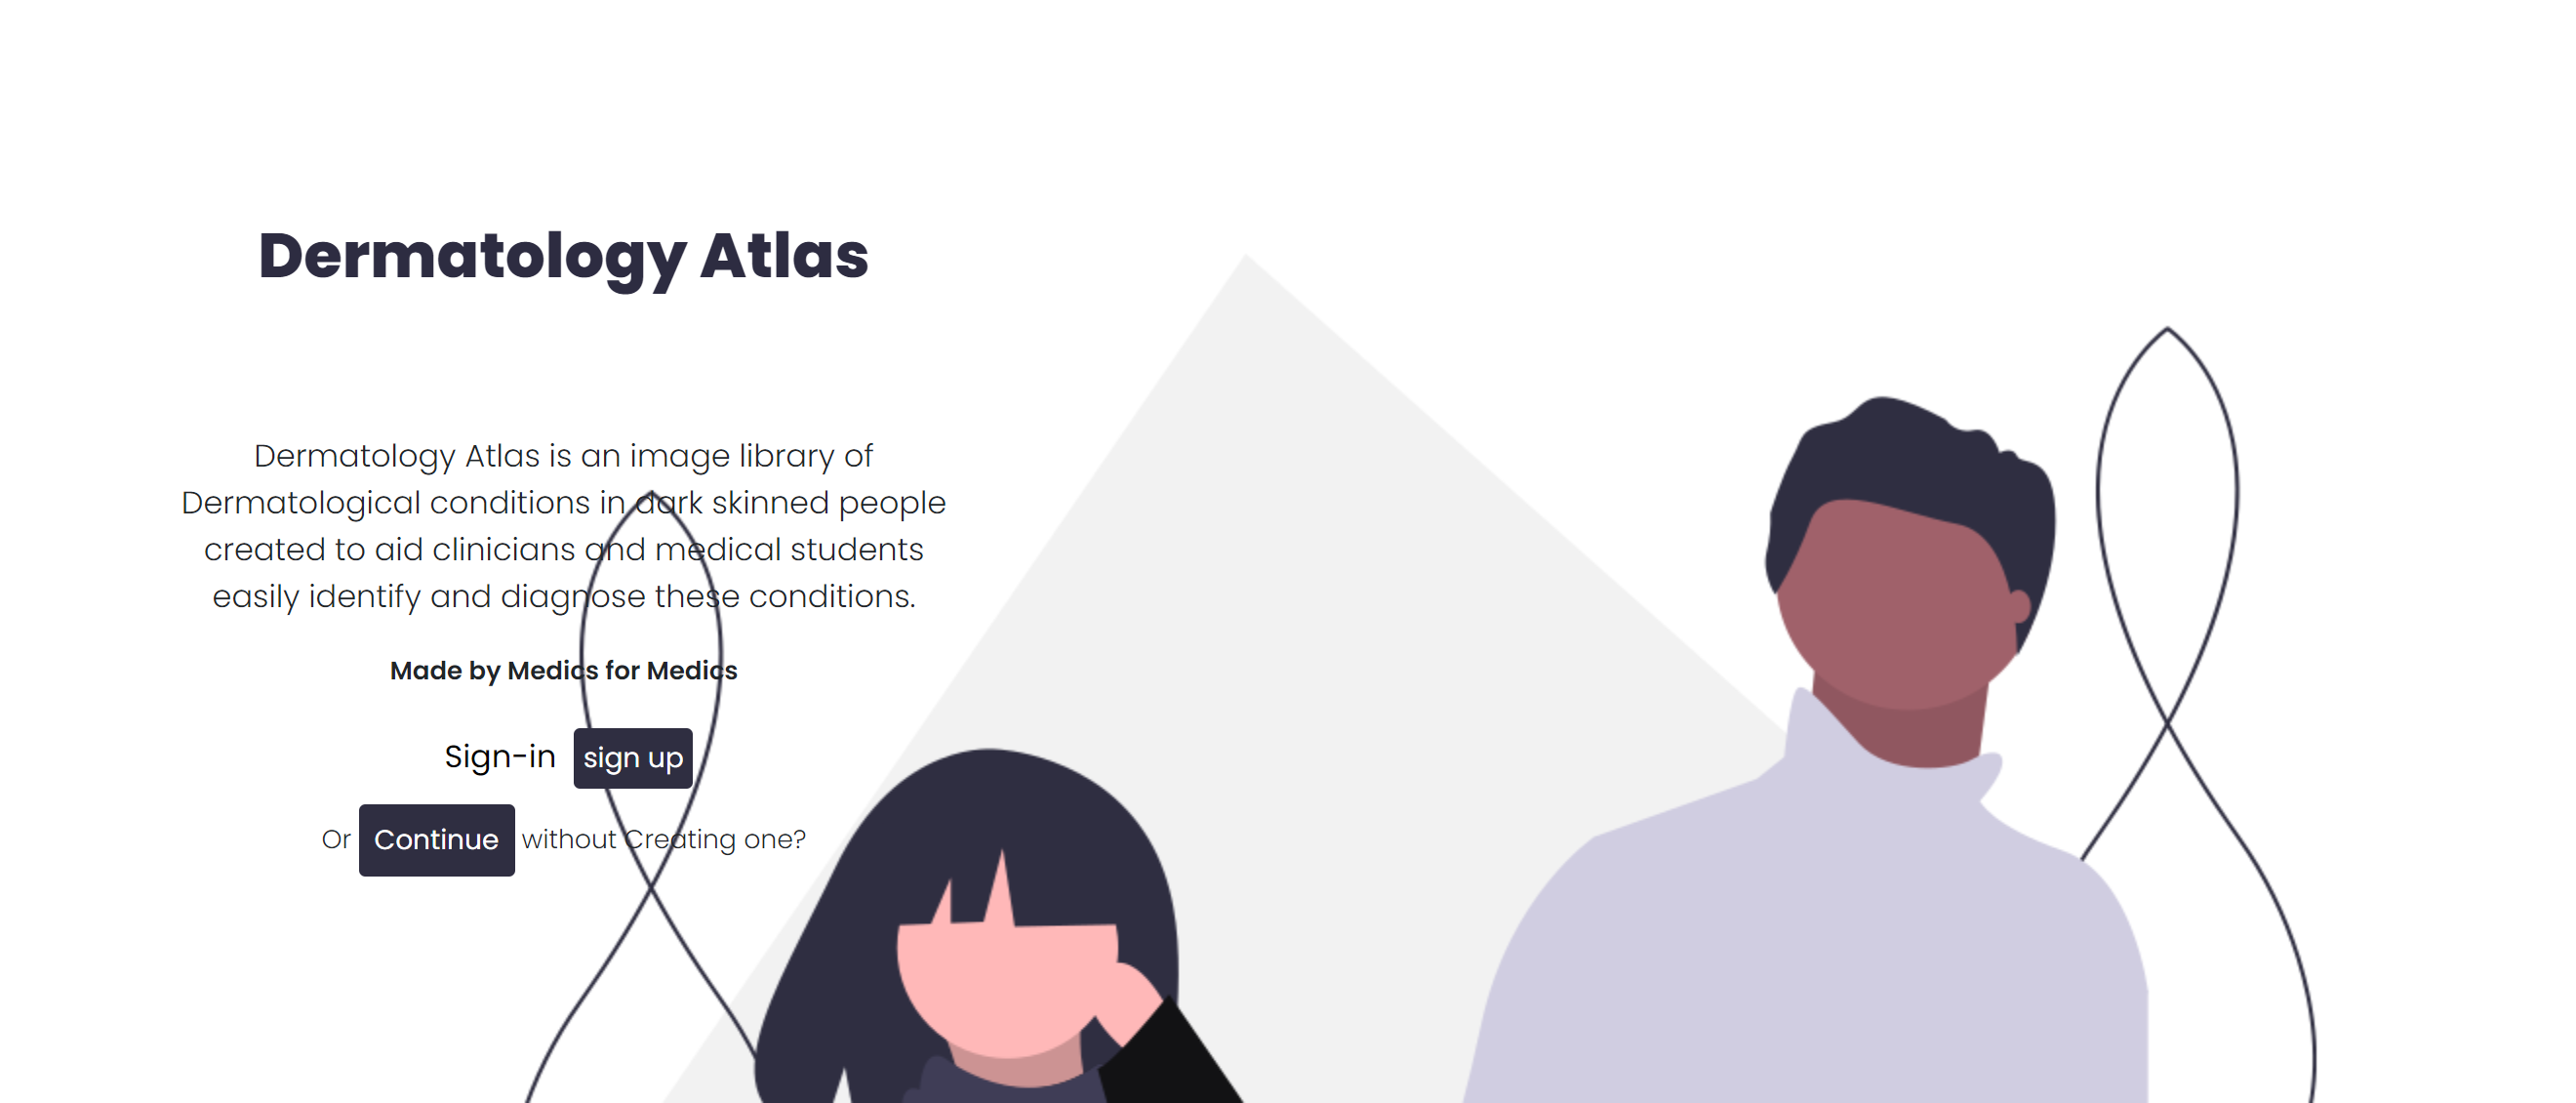 Dermatology Atlas
Dermatology Atlas is an image library of
Dermatological conditions in dark skinned people
created to aid clinicians and medical students
easily identify and diagnose these conditions.
Made by Medics for Medics
Sign-in sign up
Or Continue without Creating one?